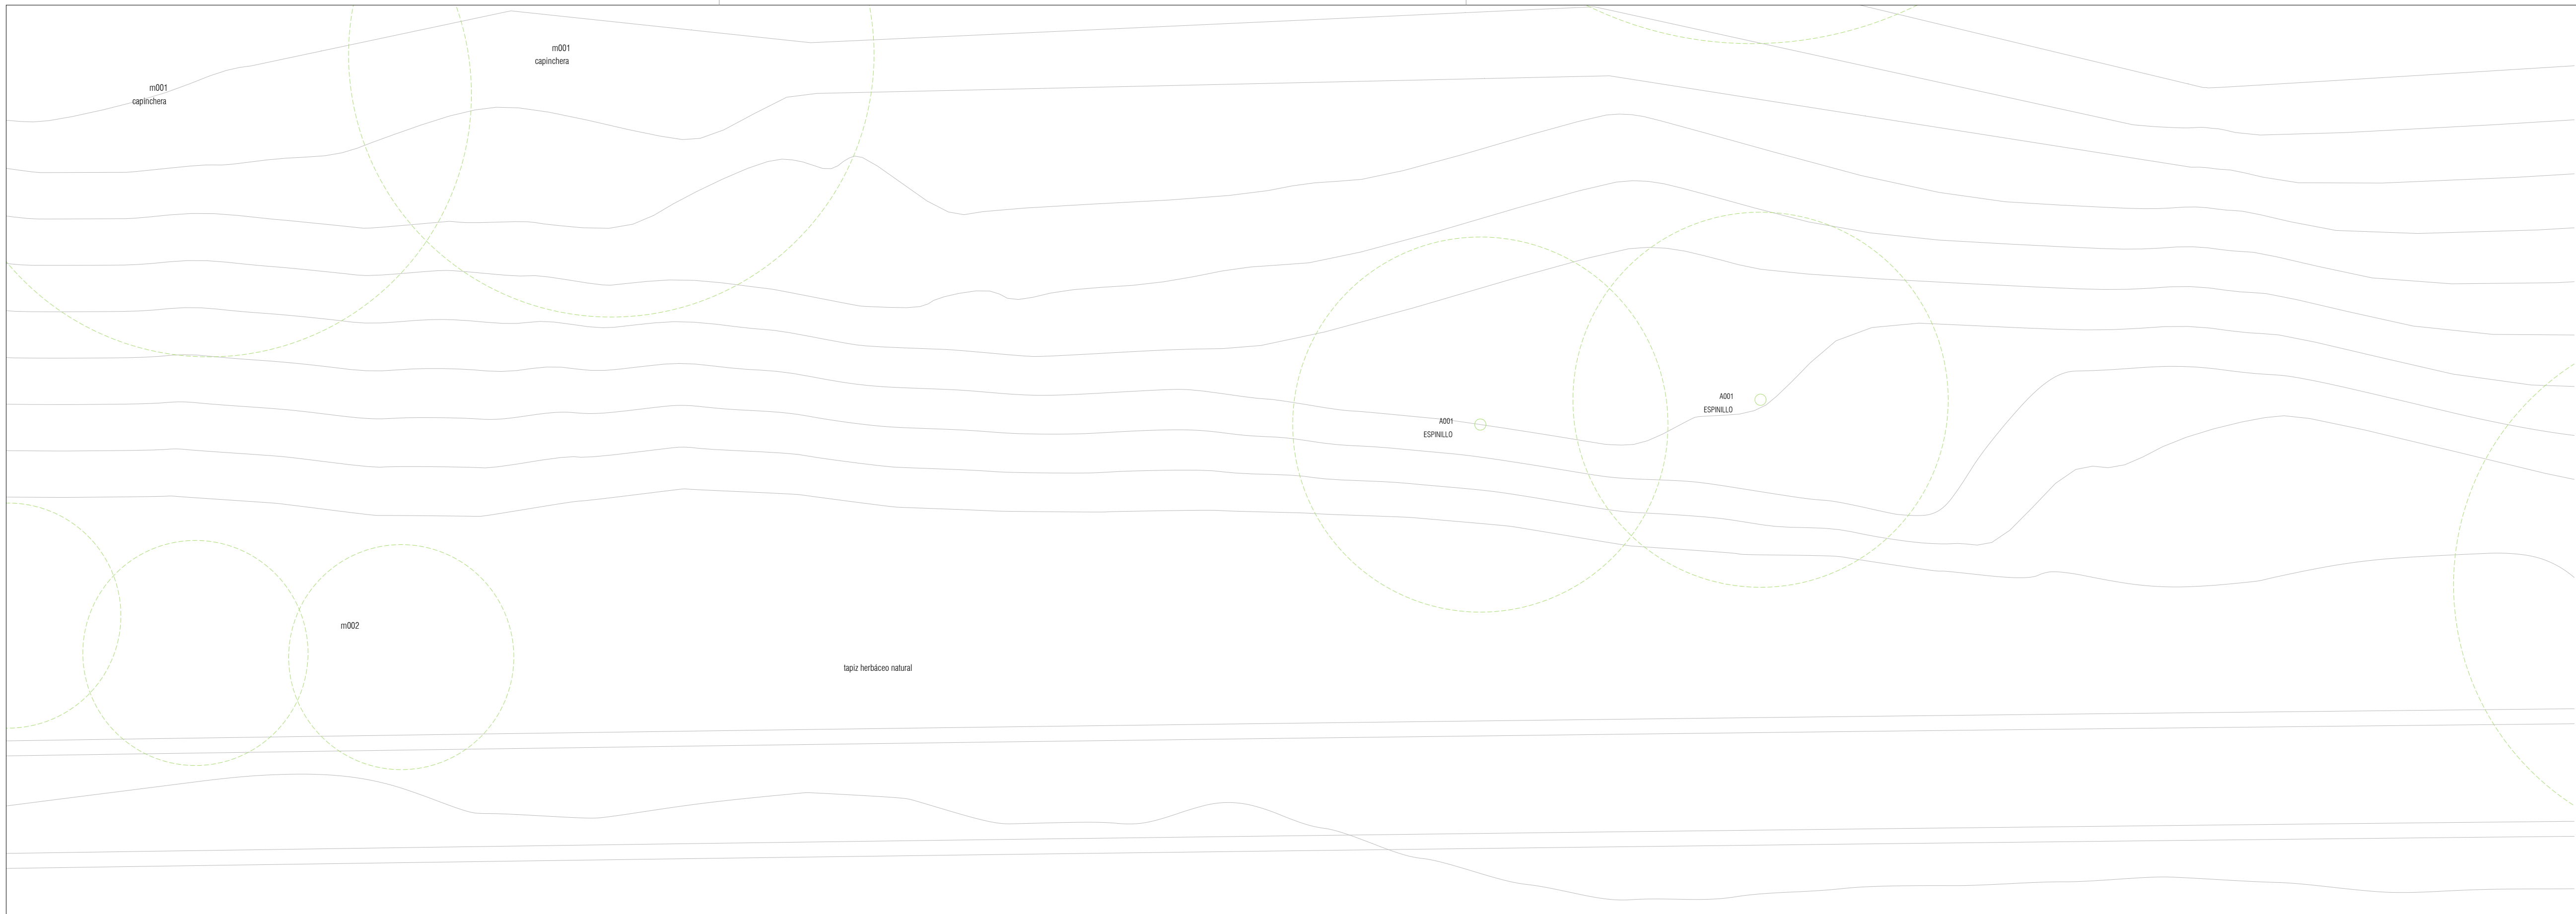 m001
capinchera
m001
capinchera
A001
ESPINILLO
A001
ESPINILLO
m002
tapiz herbáceo natural